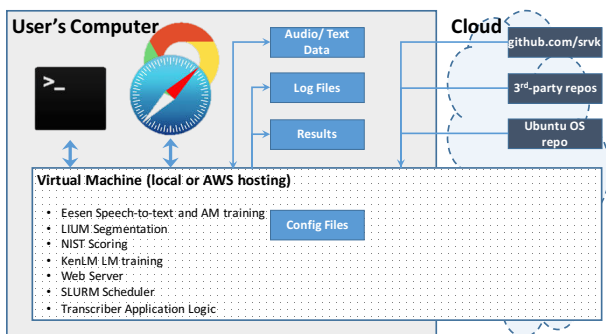 User's Computer
Cloud
Audio/ Text
Data
Log Files
Results
github.com/srvk
3rd-party repos
Ubuntu OS
repo
>_
Virtual Machine (local or AWS hosting)
• Eesen Speech-to-text and AM training
• LIUM Segmentation
• NIST Scoring
• KenLM LM training
• Web Server
• SLURM Scheduler
• Transcriber Application Logic
Config Files